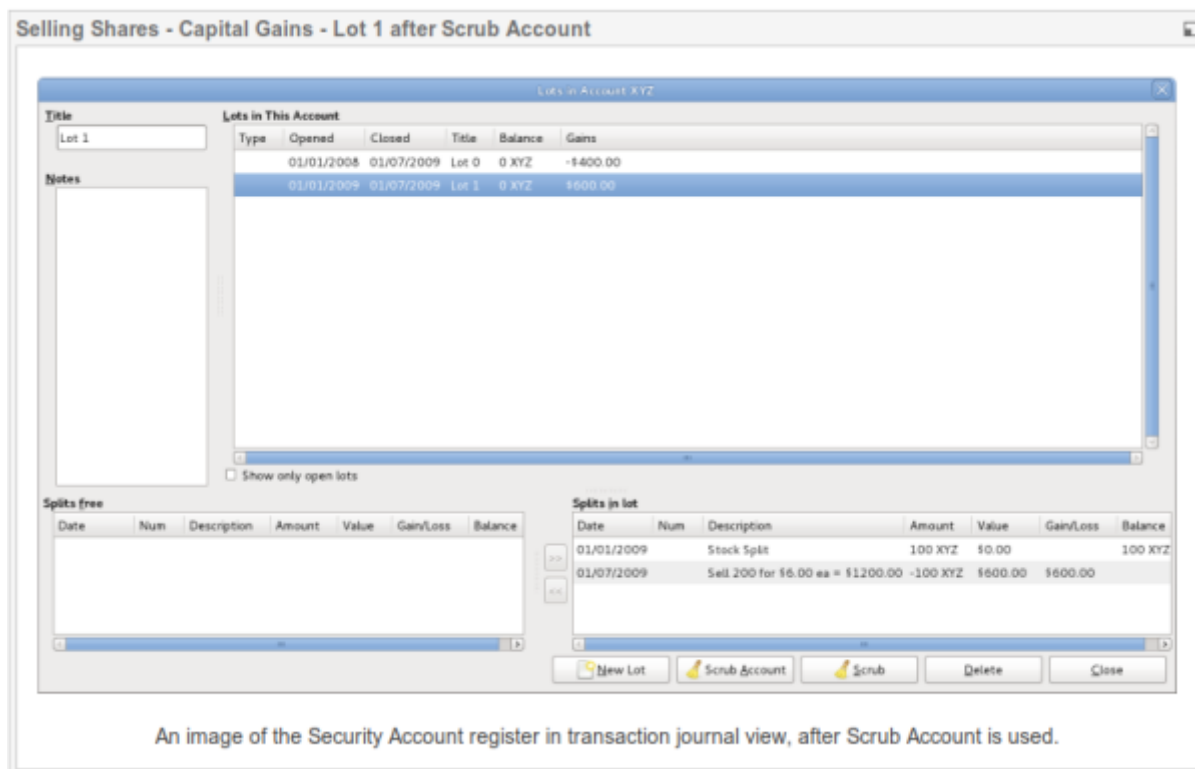 Selling Shares - Capital Gains - Lot 1 after Scrub Account
Lots in Account XYZ
Title
Lot 1
Notes
Lots in This Account
Type Opened Closed Title Balance Gains
01/01/2008 01/07/2009 Lot 0 0 XYZ -$400.00
01/01/2009 01/07/2009 Lot 1 0 XYZ $600.00
Show only open lots
Splits free
Date Num Description Amount Value Gain/Loss Balance
>>
<<
Splits in lot
Date Num Description Amount Value Gain/Loss Balance
01/01/2009 Stock Split 100 XYZ $0.00 100 XYZ
01/07/2009 Sell 200 for $6.00 ea = $1200.00 -100 XYZ $600.00 $600.00
New Lot Scrub Account Scrub Delete Close
An image of the Security Account register in transaction journal view, after Scrub Account is used.